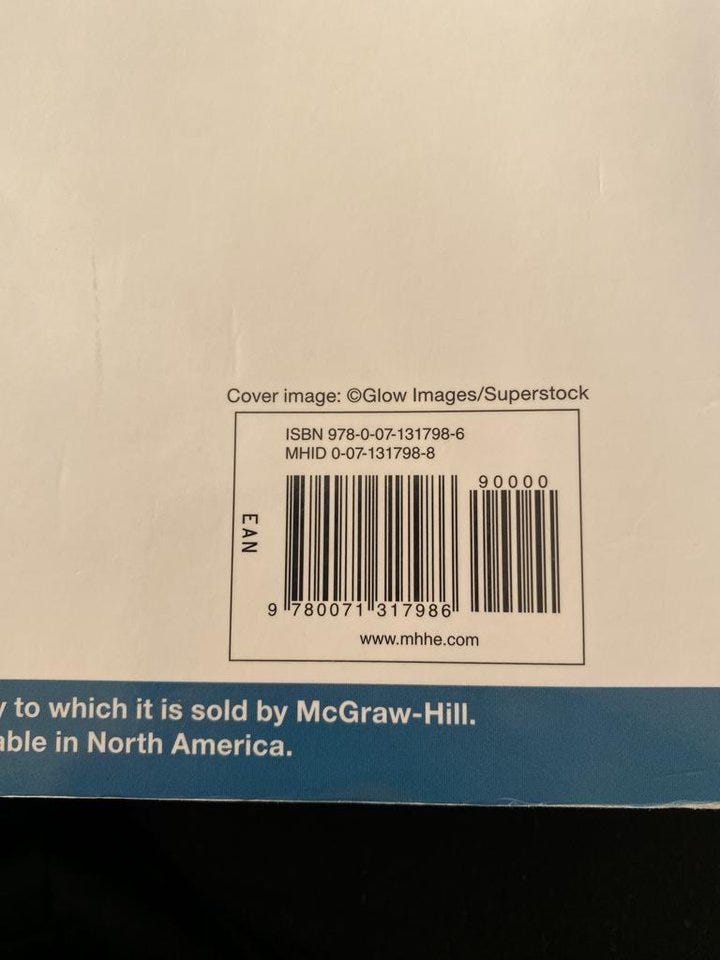 Cover image: ©Glow Images/Superstock
ISBN 978-0-07-131798-6
MHID 0-07-131798-8
90000
EAN
9 780071 317986
www.mhhe.com
to which it is sold by McGraw-Hill.
in North America.